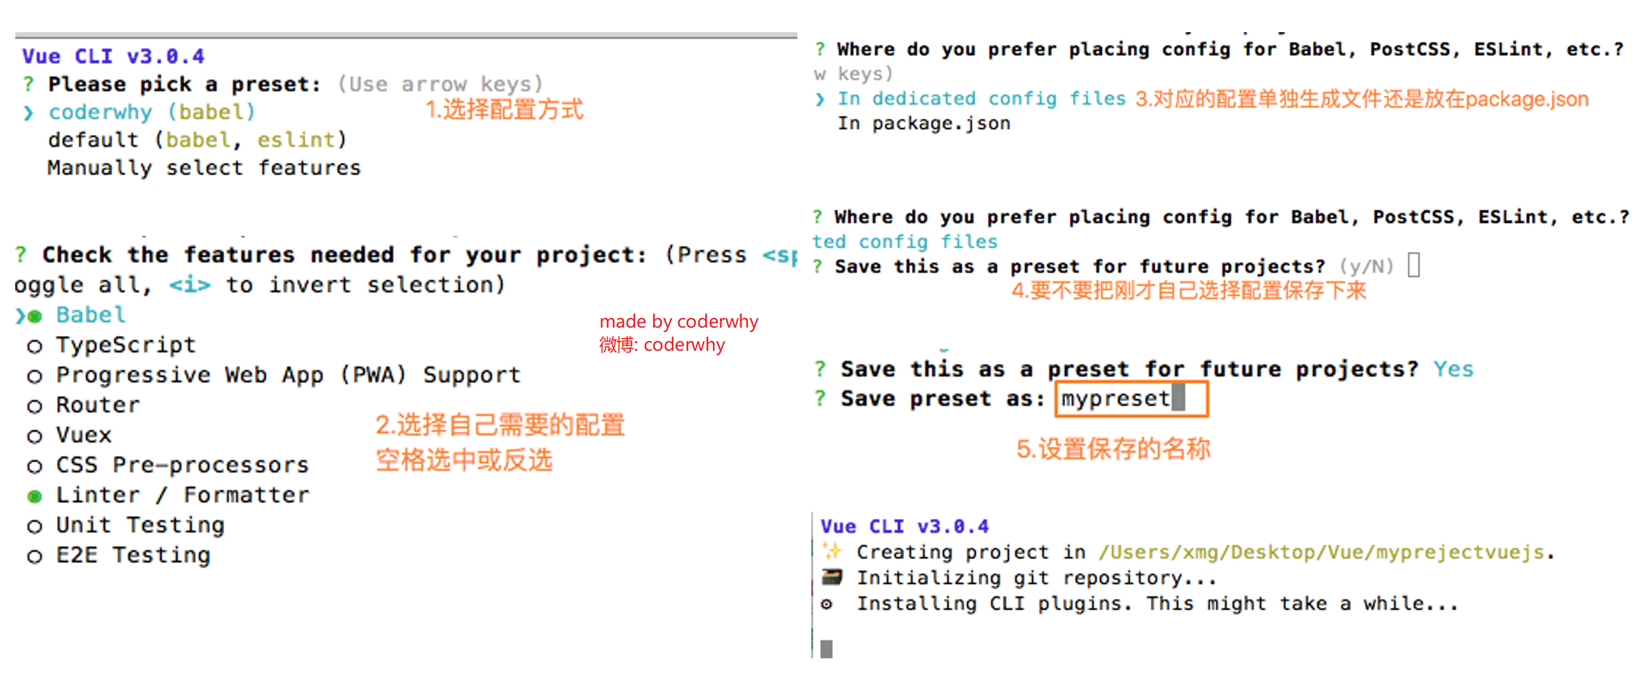 Vue CLI v3.0.4
? Please pick a preset: (Use arrow keys)
❯ coderwhy (babel)
1.选择配置方式
default (babel, eslint)
Manually select features
? Check the features needed for your project: (Press <sp
oggle all, <i> to invert selection)
❯◉ Babel
◯ TypeScript
◯ Progressive Web App (PWA) Support
◯ Router
◯ Vuex
◯ CSS Pre-processors
◉ Linter / Formatter
◯ Unit Testing
◯ E2E Testing
2.选择自己需要的配置
空格选中或反选
made by coderwhy
微博: coderwhy
? Where do you prefer placing config for Babel, PostCSS, ESLint, etc.?
w keys)
❯ In dedicated config files 3.对应的配置单独生成文件还是放在package.json
In package.json
? Where do you prefer placing config for Babel, PostCSS, ESLint, etc.?
ted config files
? Save this as a preset for future projects? (y/N)
4.要不要把刚才自己选择配置保存下来
? Save this as a preset for future projects? Yes
? Save preset as: mypreset
5.设置保存的名称
Vue CLI v3.0.4
✨ Creating project in /Users/xmg/Desktop/Vue/myprejectvuejs.
🗃 Initializing git repository...
⚙ Installing CLI plugins. This might take a while...